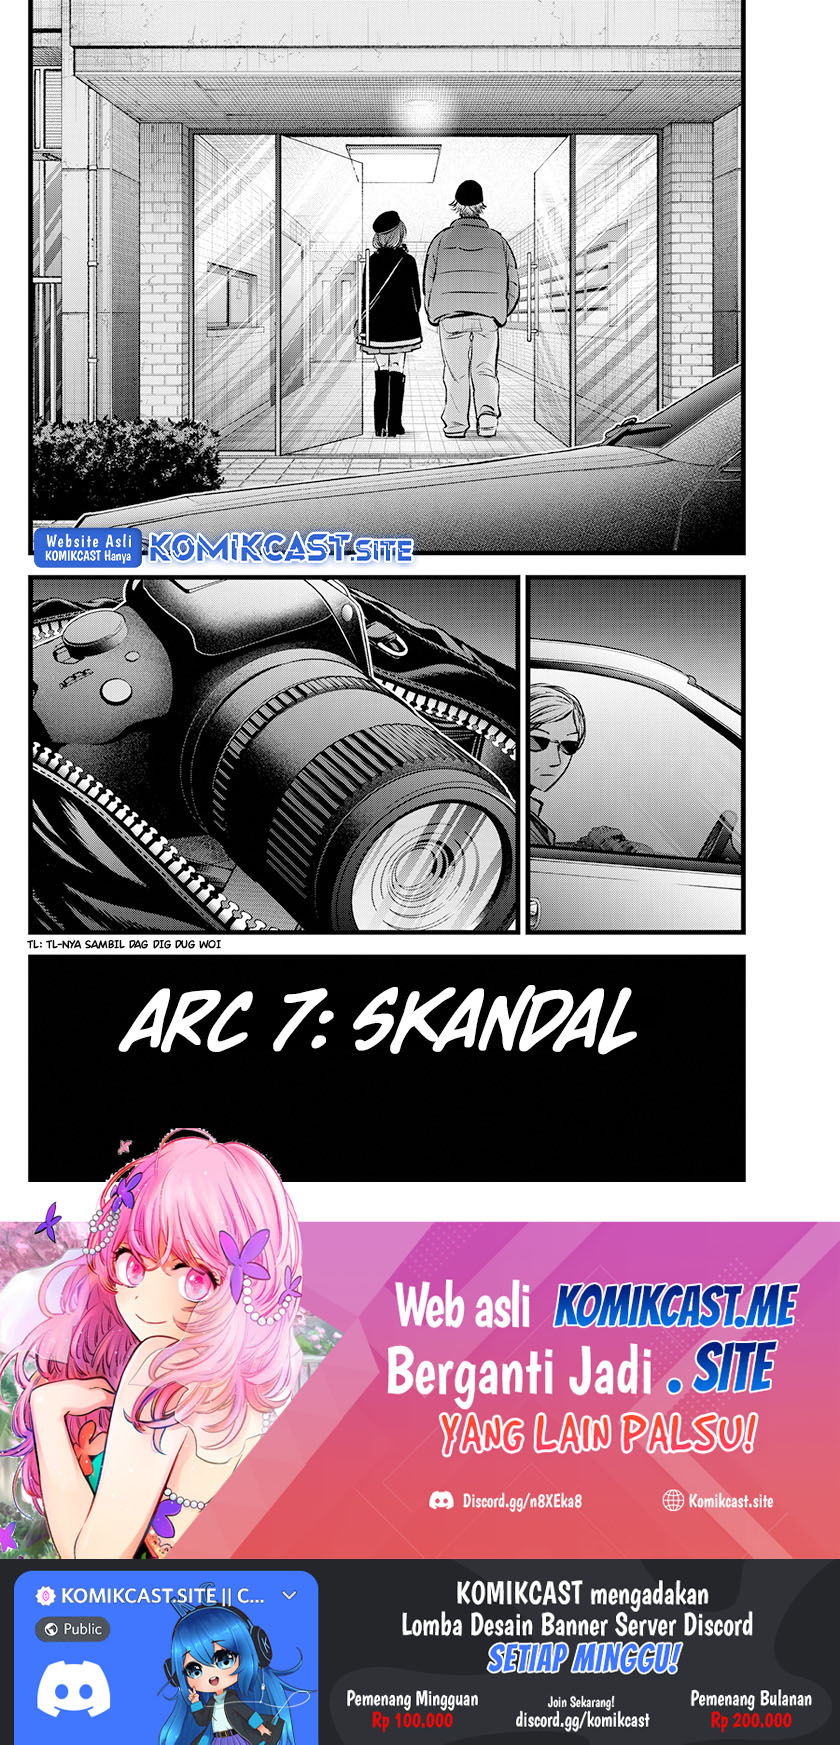 Website Asli
KOMIKCAST Hanya
KOMIKCAST.SITE
TL: TL-NYA SAMBIL DAG DIG DUG WOI
ARC 7: SKANDAL
Web asli KOMIKCAST.ME
Berganti Jadi . SITE
YANG LAIN PALSU!
Discord.gg/n8XEka8
Komikcast.site
KOMIKCAST.SITE || C...
Public
KOMIKCAST mengadakan
Lomba Desain Banner Server Discord
SETIAP MINGGU!
Pemenang Mingguan
Rp 100.000
Join Sekarang!
discord.gg/komikcast
Pemenang Bulanan
Rp 200.000